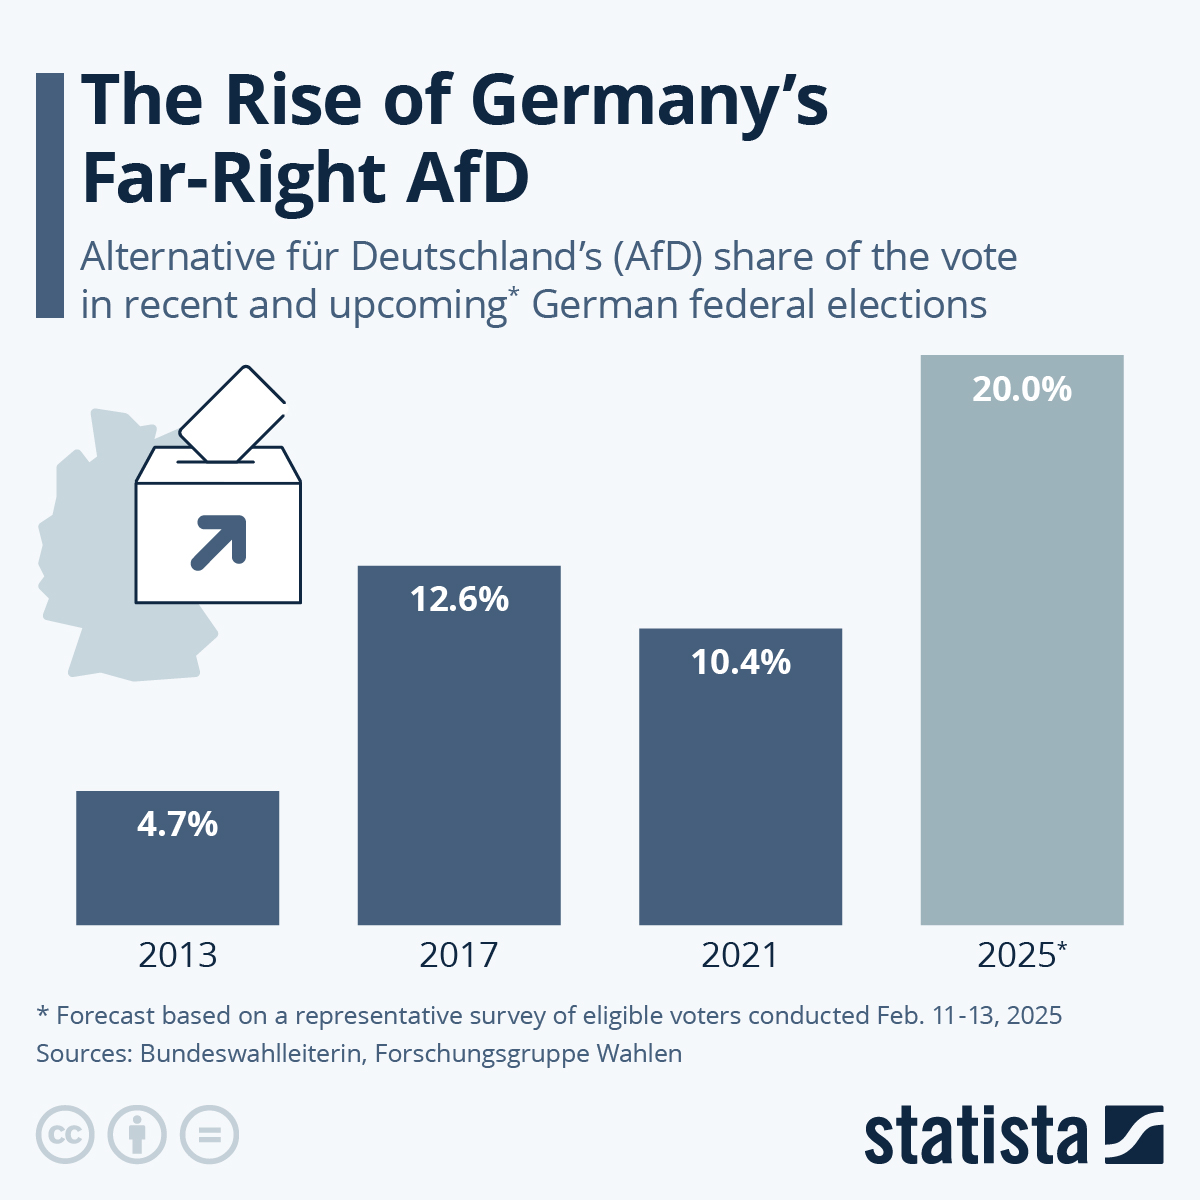 The Rise of Germany’s
Far-Right AfD
Alternative für Deutschland’s (AfD) share of the vote
in recent and upcoming* German federal elections
4.7%
12.6%
10.4%
20.0%
2013
2017
2021
2025*
* Forecast based on a representative survey of eligible voters conducted Feb. 11-13, 2025
Sources: Bundeswahlleiterin, Forschungsgruppe Wahlen
cc
statista